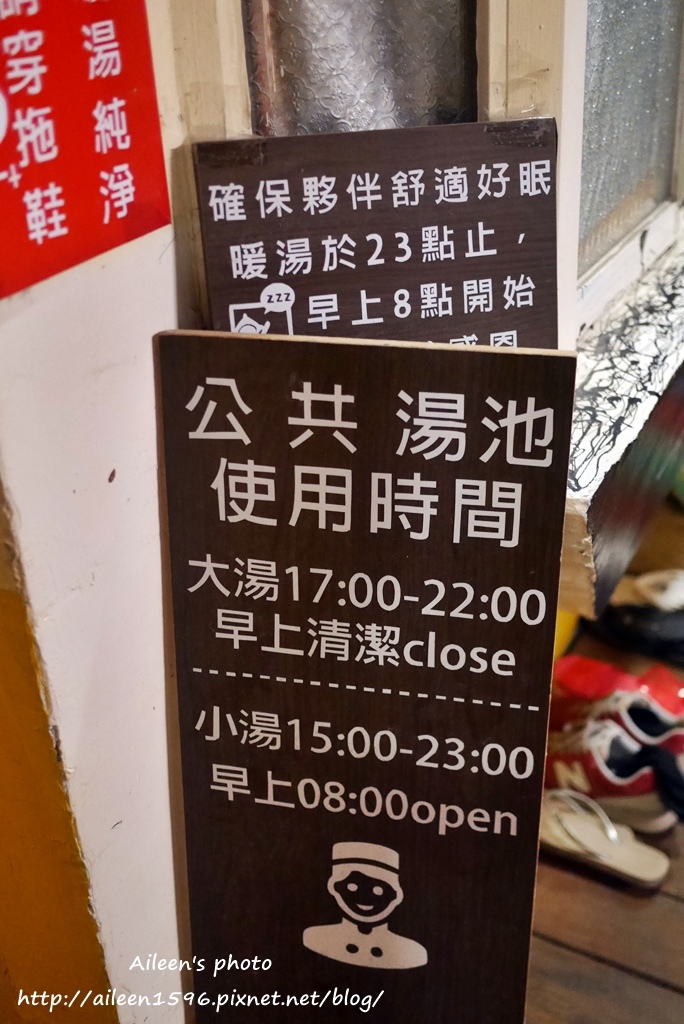 湯純淨
穿拖鞋
確保夥伴舒適好眠
暖湯於23點止，
zzz
早上8點開始
感恩
公共湯池
使用時間
大湯17:00-22:00
早上清潔close
小湯15:00-23:00
早上08:00open
N
Aileen's photo
http://aileen1596.pixnet.net/blog/